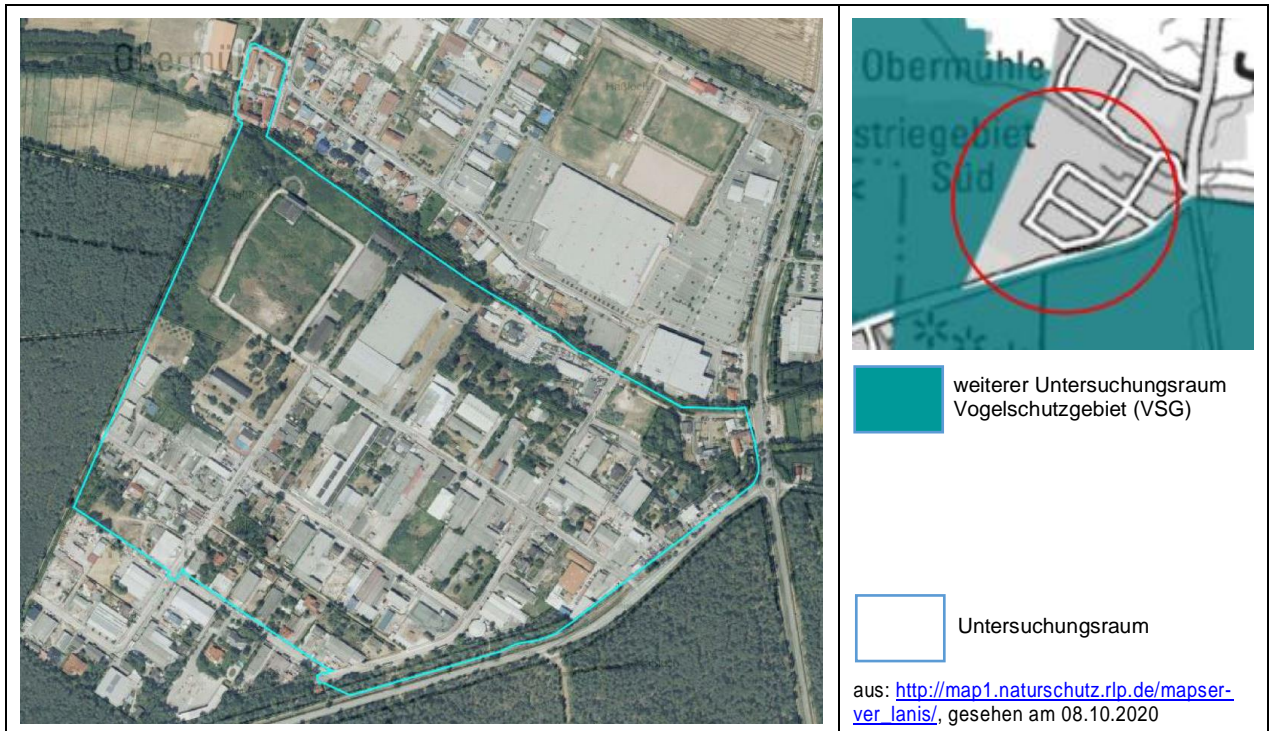 Obermühle
Obermühle
striegebiet
Süd
weiterer Untersuchungsraum
Vogelschutzgebiet (VSG)
Untersuchungsraum
aus: http://map1.naturschutz.rlp.de/mapser-
ver_lanis/, gesehen am 08.10.2020